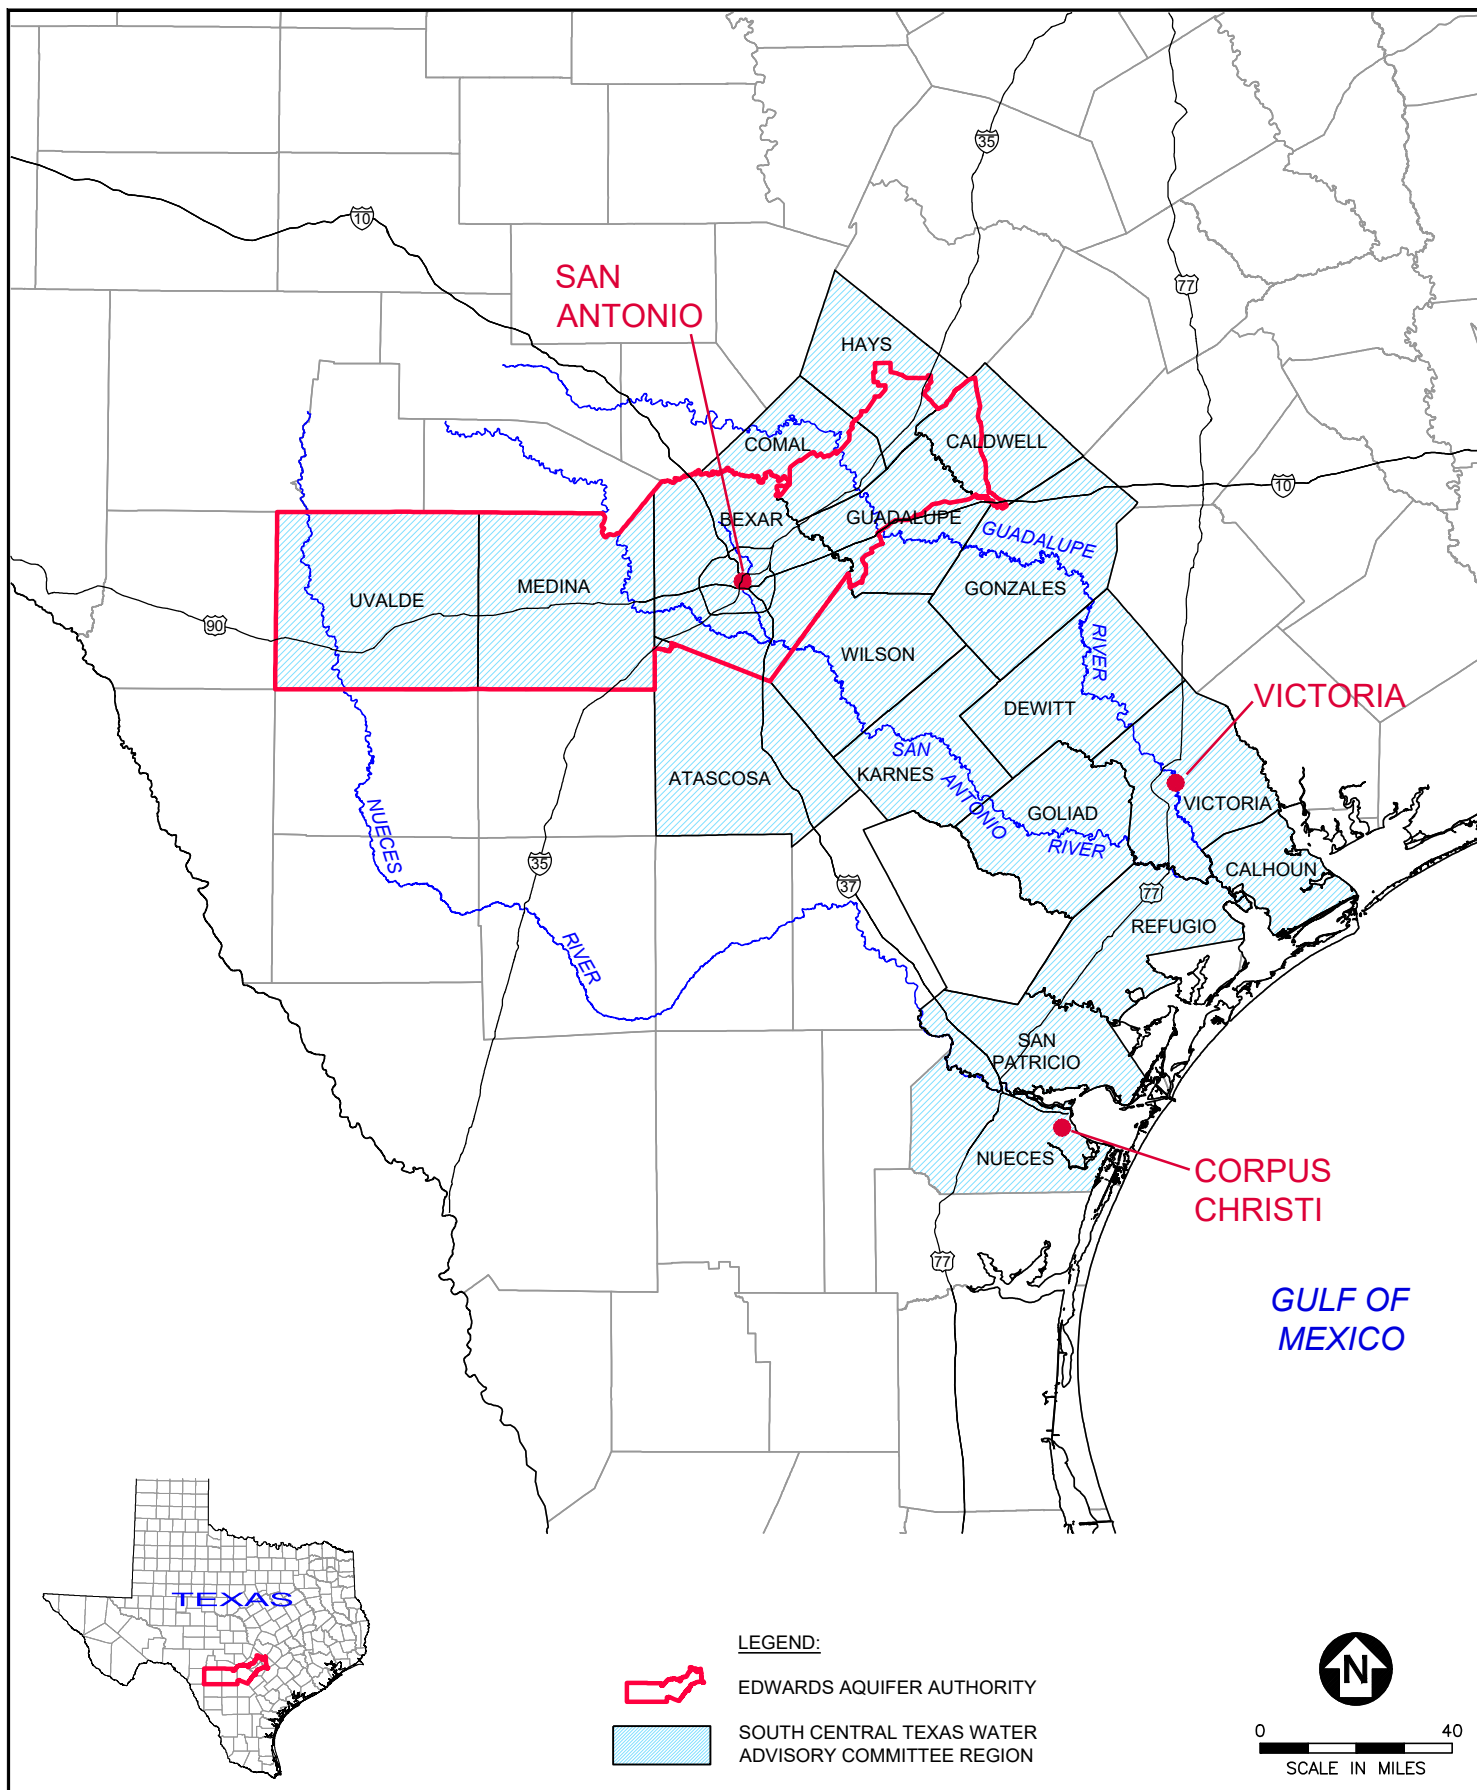 35
10
77
SAN
ANTONIO
HAYS
COMAL
CALDWELL
10
BEXAR
GUADALUPE
GUADALUPE
MEDINA
UVALDE
GONZALES
90
RIVER
WILSON
DEWITT
VICTORIA
SAN
ANTONIO
RIVER
KARNES
ATASCOSA
GOLIAD
VICTORIA
NUECES
RIVER
35
37
77
CALHOUN
REFUGIO
SAN
PATRICIO
NUECES
CORPUS
CHRISTI
77
GULF OF
MEXICO
TEXAS
LEGEND:
EDWARDS AQUIFER AUTHORITY
SOUTH CENTRAL TEXAS WATER
ADVISORY COMMITTEE REGION
N
0 40
SCALE IN MILES